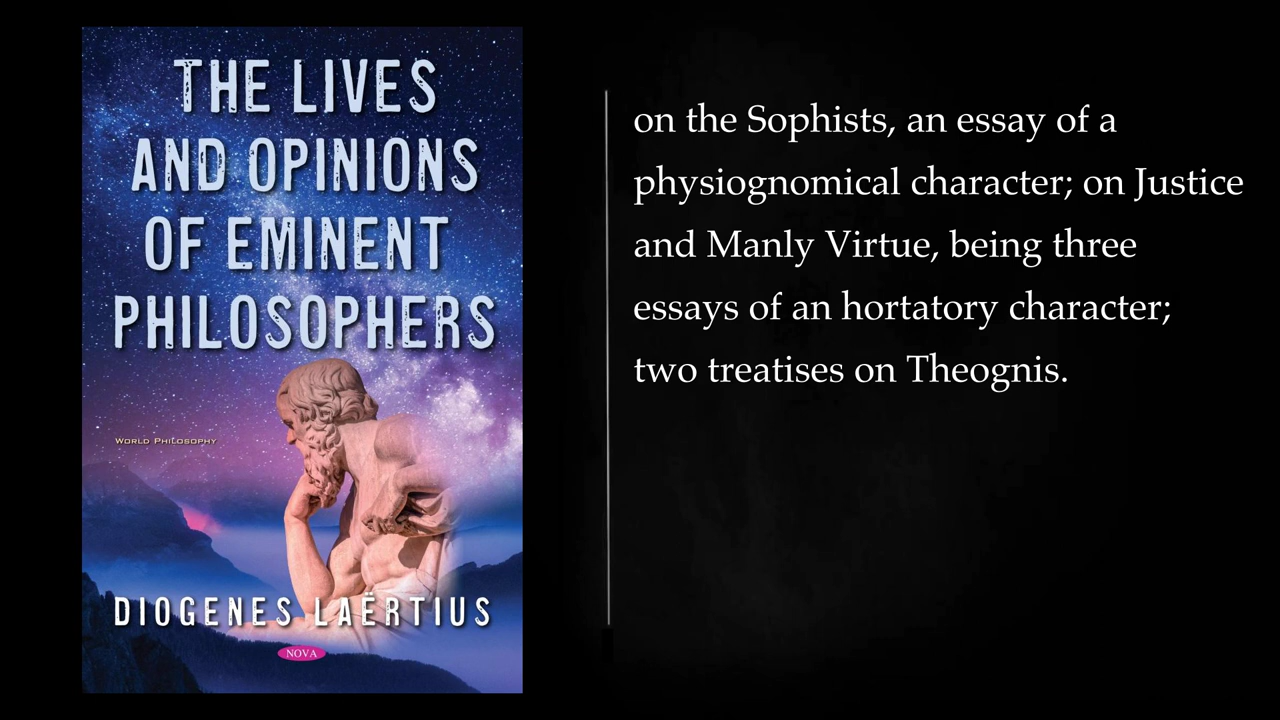 THE LIVES
AND OPINIONS
OF EMINENT
PHILOSOPHERS
WORLD PHILOSOPHY
DIOGENES LAËRTIUS
NOVA
on the Sophists, an essay of a
physiognomical character; on Justice
and Manly Virtue, being three
essays of an hortatory character;
two treatises on Theognis.